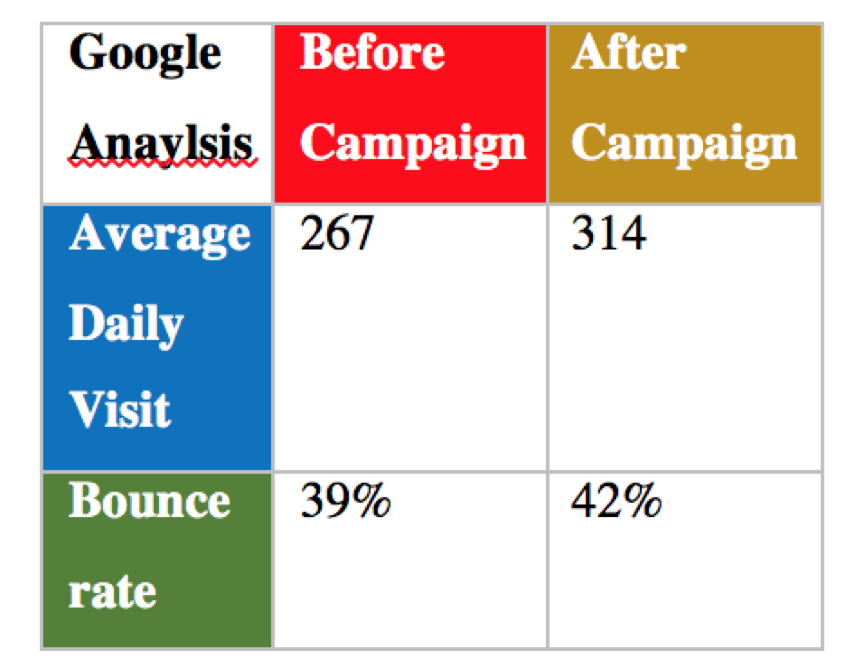 Google Before After
Anaylsis Campaign Campaign
Average 267 314
Daily
Visit
Bounce 39% 42%
rate